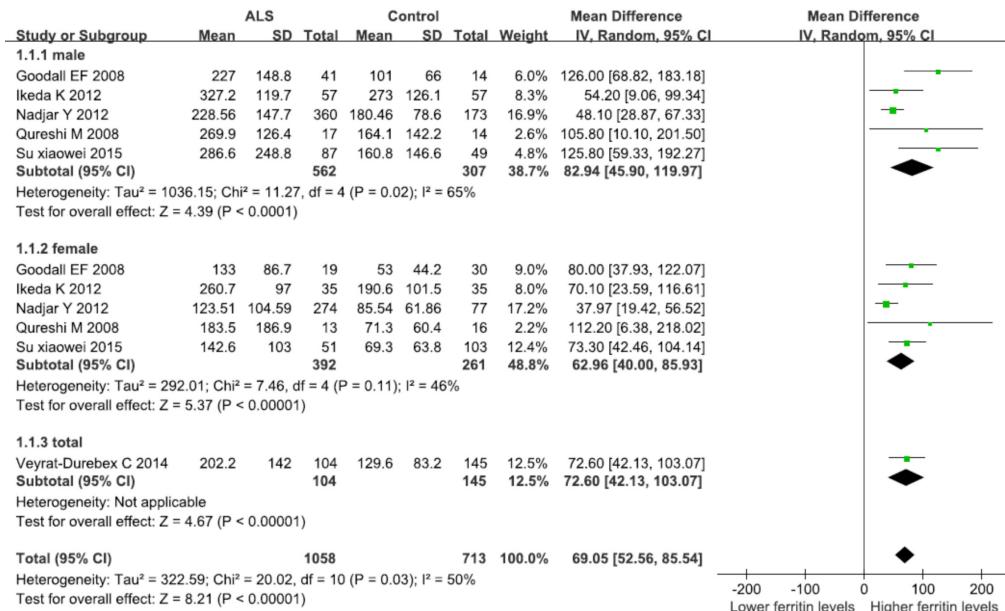 ALS Control Mean Difference Mean Difference
Study or Subgroup Mean SD Total Mean SD Total Weight IV, Random, 95% CI IV, Random, 95% CI
1.1.1 male
Goodall EF 2008 227 148.8 41 101 66 14 6.0% 126.00 [68.82, 183.18]
Ikeda K 2012 327.2 119.7 57 273 126.1 57 8.3% 54.20 [9.06, 99.34]
Nadjar Y 2012 228.56 147.7 360 180.46 78.6 173 16.9% 48.10 [28.87, 67.33]
Qureshi M 2008 269.9 126.4 17 164.1 142.2 14 2.6% 105.80 [10.10, 201.50]
Su xiaowei 2015 286.6 248.8 87 160.8 146.6 49 4.8% 125.80 [59.33, 192.27]
Subtotal (95% CI) 562 307 38.7% 82.94 [45.90, 119.97]
Heterogeneity: Tau² = 1036.15; Chi² = 11.27, df = 4 (P = 0.02); I² = 65%
Test for overall effect: Z = 4.39 (P < 0.0001)
1.1.2 female
Goodall EF 2008 133 86.7 19 53 44.2 30 9.0% 80.00 [37.93, 122.07]
Ikeda K 2012 260.7 97 35 190.6 101.5 35 8.0% 70.10 [23.59, 116.61]
Nadjar Y 2012 123.51 104.59 274 85.54 61.86 77 17.2% 37.97 [19.42, 56.52]
Qureshi M 2008 183.5 186.9 13 71.3 60.4 16 2.2% 112.20 [6.38, 218.02]
Su xiaowei 2015 142.6 103 51 69.3 63.8 103 12.4% 73.30 [42.46, 104.14]
Subtotal (95% CI) 392 261 48.8% 62.96 [40.00, 85.93]
Heterogeneity: Tau² = 292.01; Chi² = 7.46, df = 4 (P = 0.11); I² = 46%
Test for overall effect: Z = 5.37 (P < 0.00001)
1.1.3 total
Veyrat-Durebex C 2014 202.2 142 104 129.6 83.2 145 12.5% 72.60 [42.13, 103.07]
Subtotal (95% CI) 104 145 12.5% 72.60 [42.13, 103.07]
Heterogeneity: Not applicable
Test for overall effect: Z = 4.67 (P < 0.00001)
Total (95% CI) 1058 713 100.0% 69.05 [52.56, 85.54]
Heterogeneity: Tau² = 322.59; Chi² = 20.02, df = 10 (P = 0.03); I² = 50%
Test for overall effect: Z = 8.21 (P < 0.00001)
-200 -100 0 100 200
Lower ferritin levels Higher ferritin levels